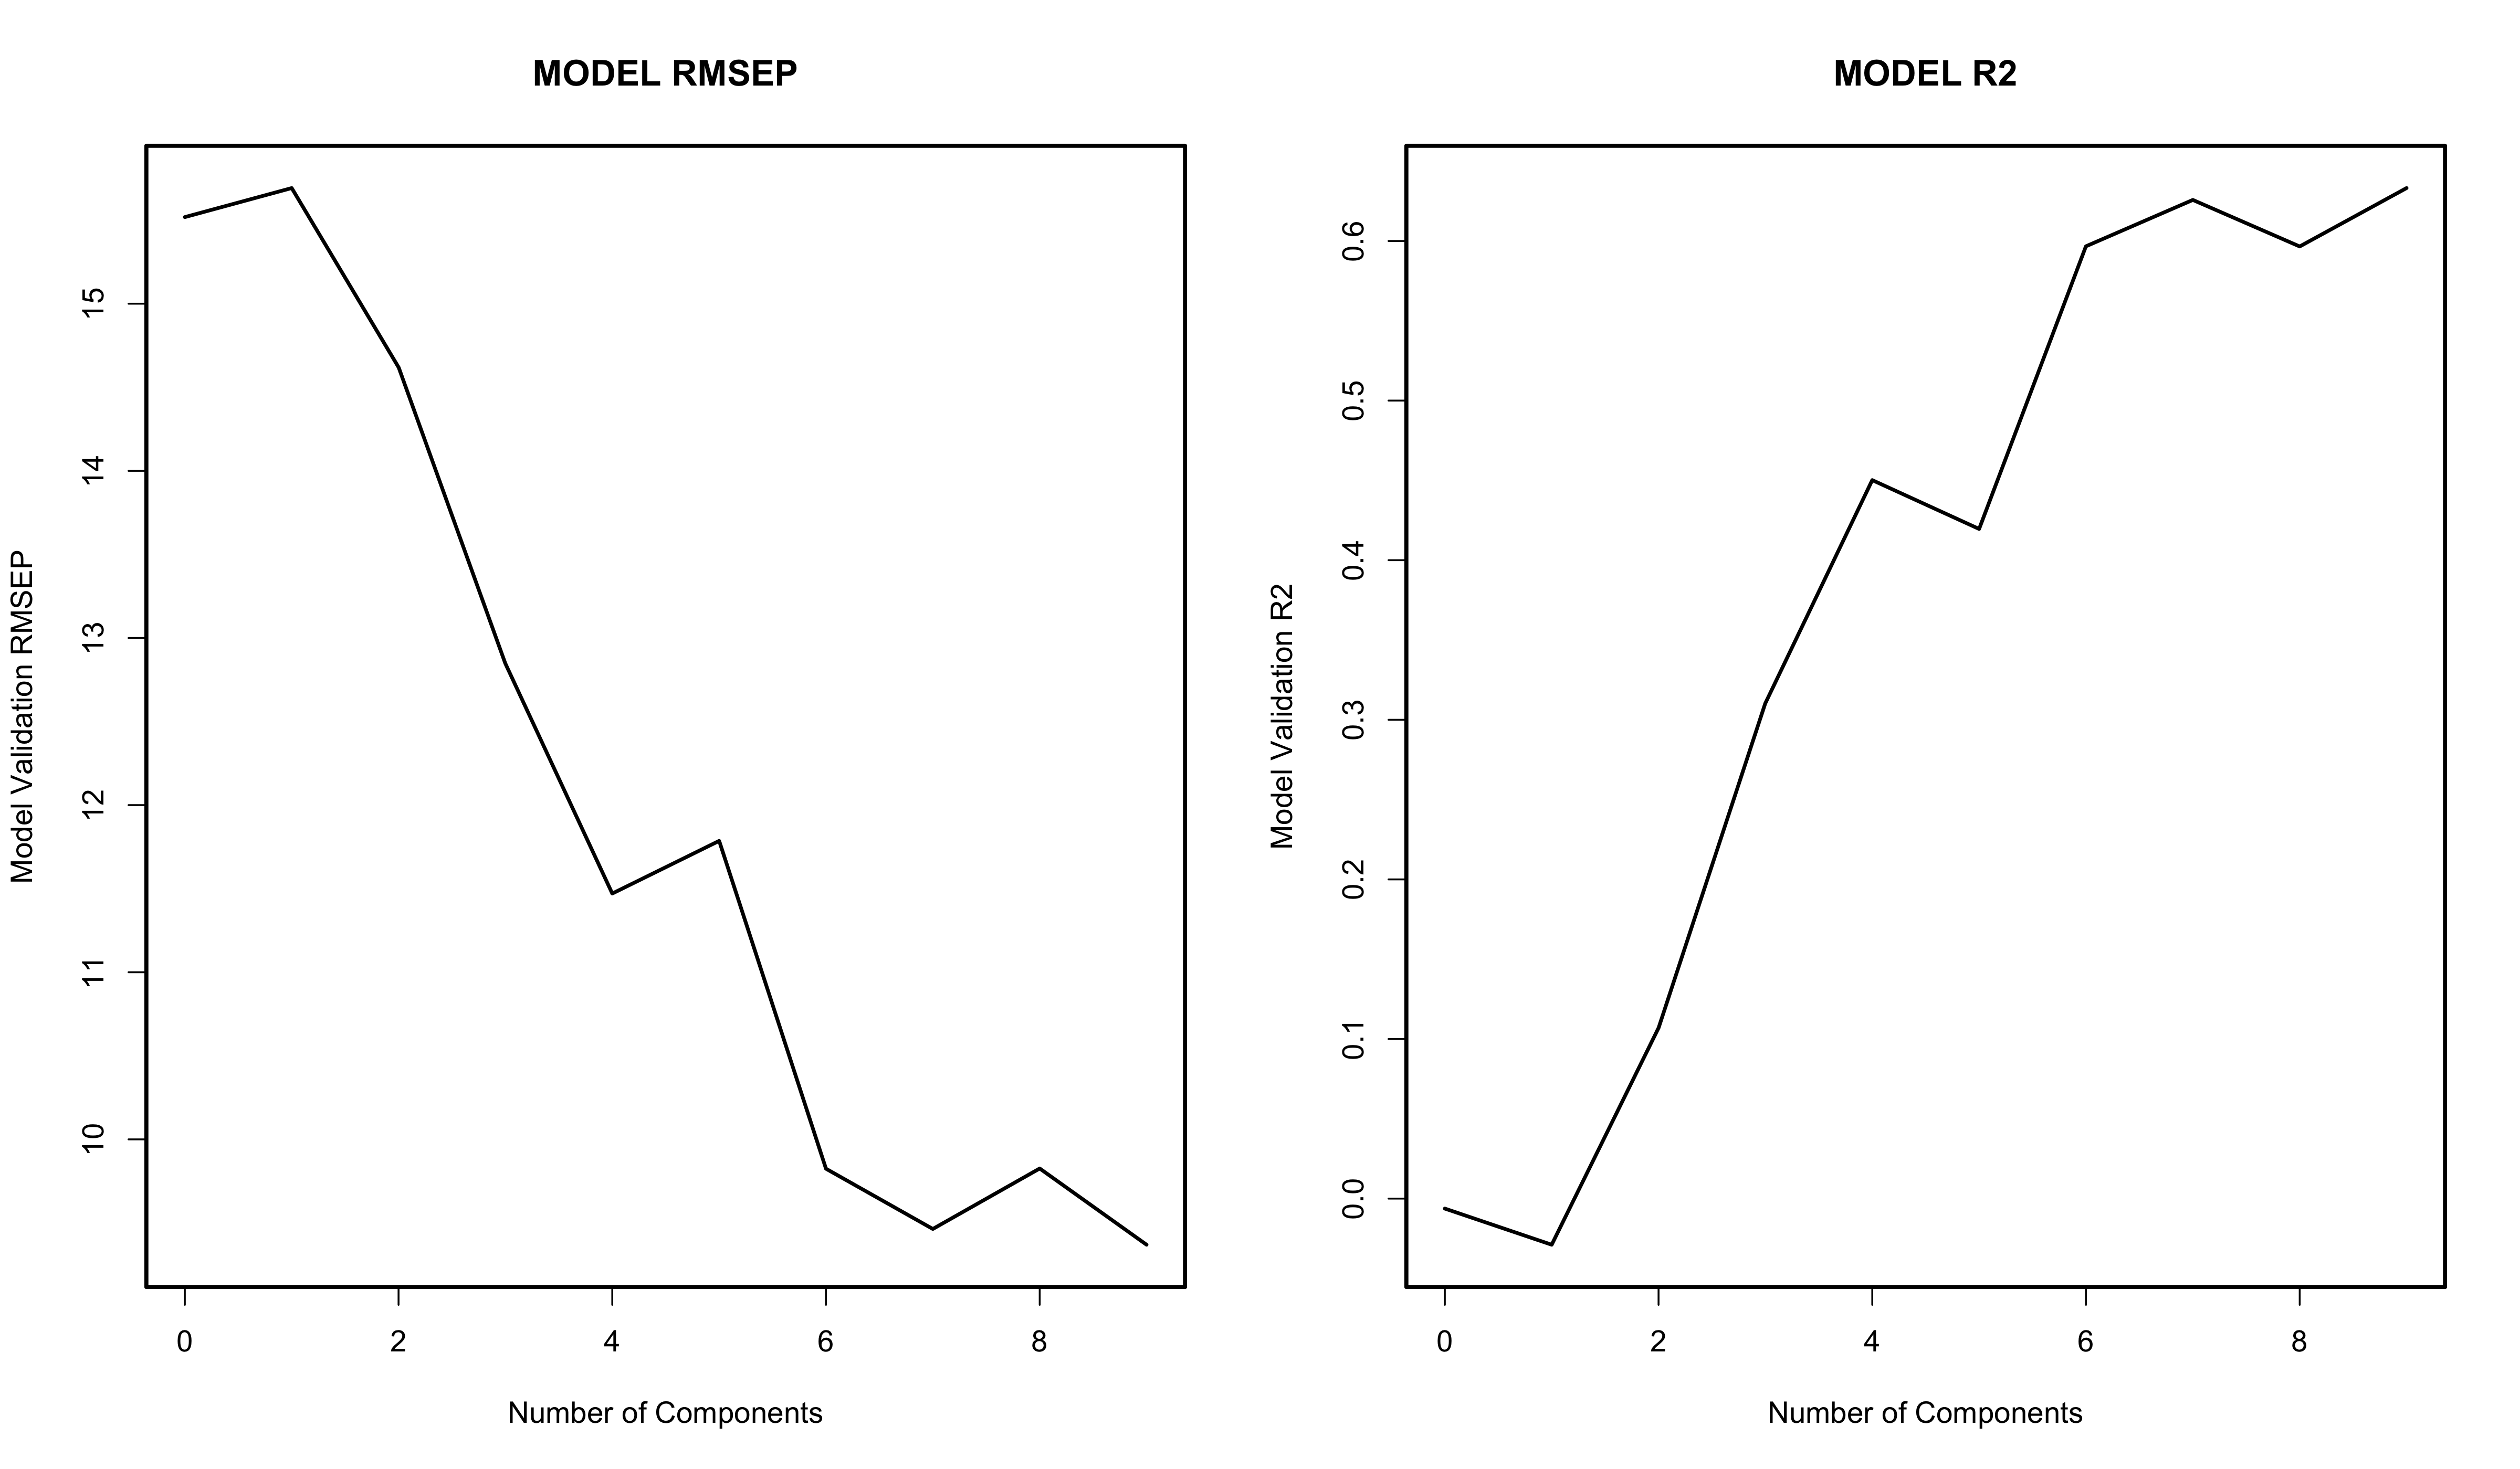 MODEL RMSEP
Model Validation RMSEP
15
14
13
12
11
10
0 2 4 6 8
Number of Components
MODEL R2
Model Validation R2
0.6
0.5
0.4
0.3
0.2
0.1
0.0
0 2 4 6 8
Number of Components